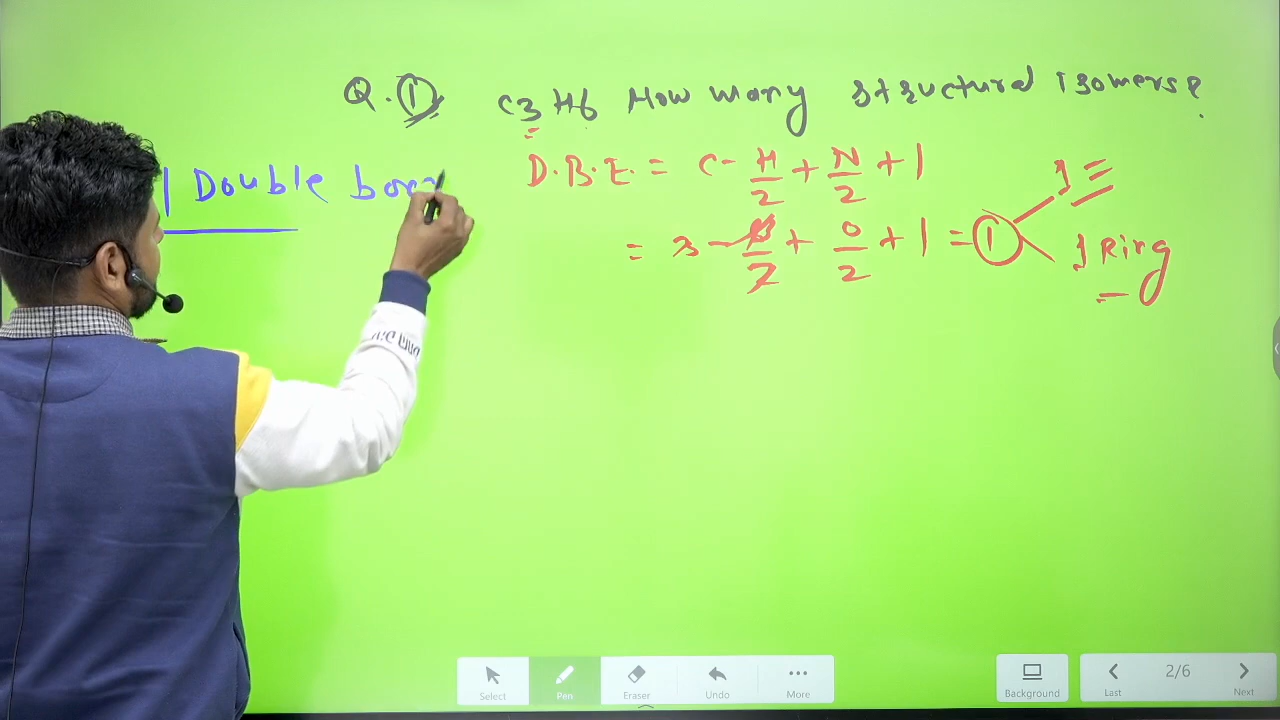 Q. ① C3H6 How many structural Isomers?
D.B.E. = C - H/2 + N/2 + 1
= 3 - 6/2 + 0/2 + 1 = ①
1 =
1 Ring
1 Double bon
Select
Pen
Eraser
Undo
More
Background
Last
2/6
Next